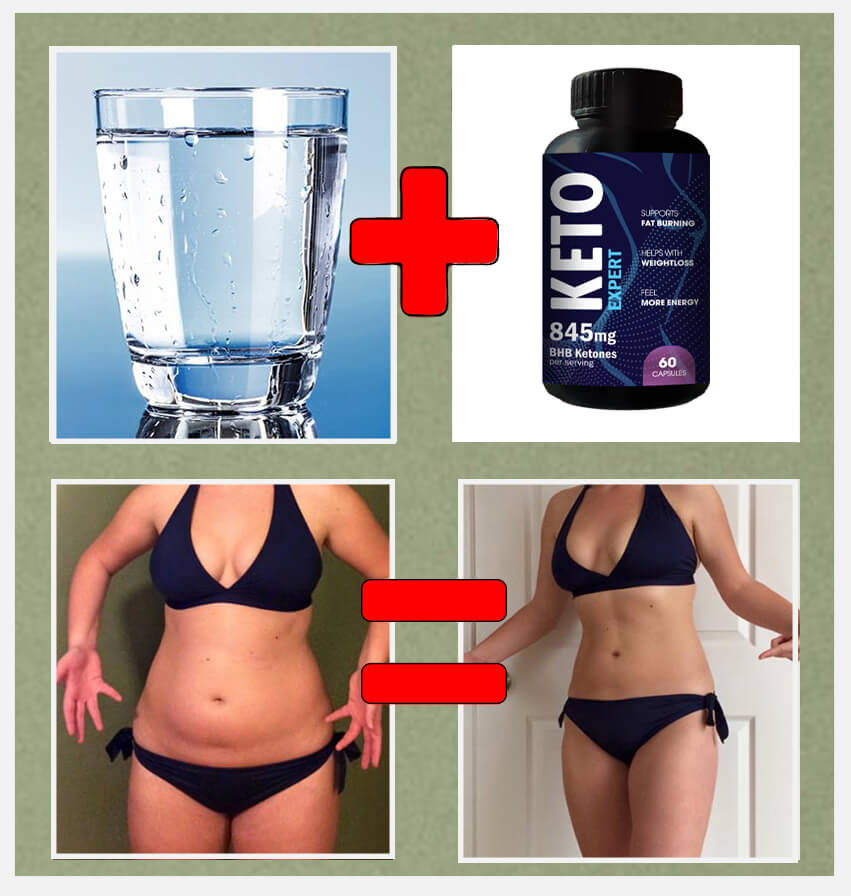 KETO
EXPERT
SUPPORTS
FAT BURNING
HELPS WITH
WEIGHTLOSS
FEEL
MORE ENERGY
845mg
BHB Ketones
per serving
60
CAPSULES